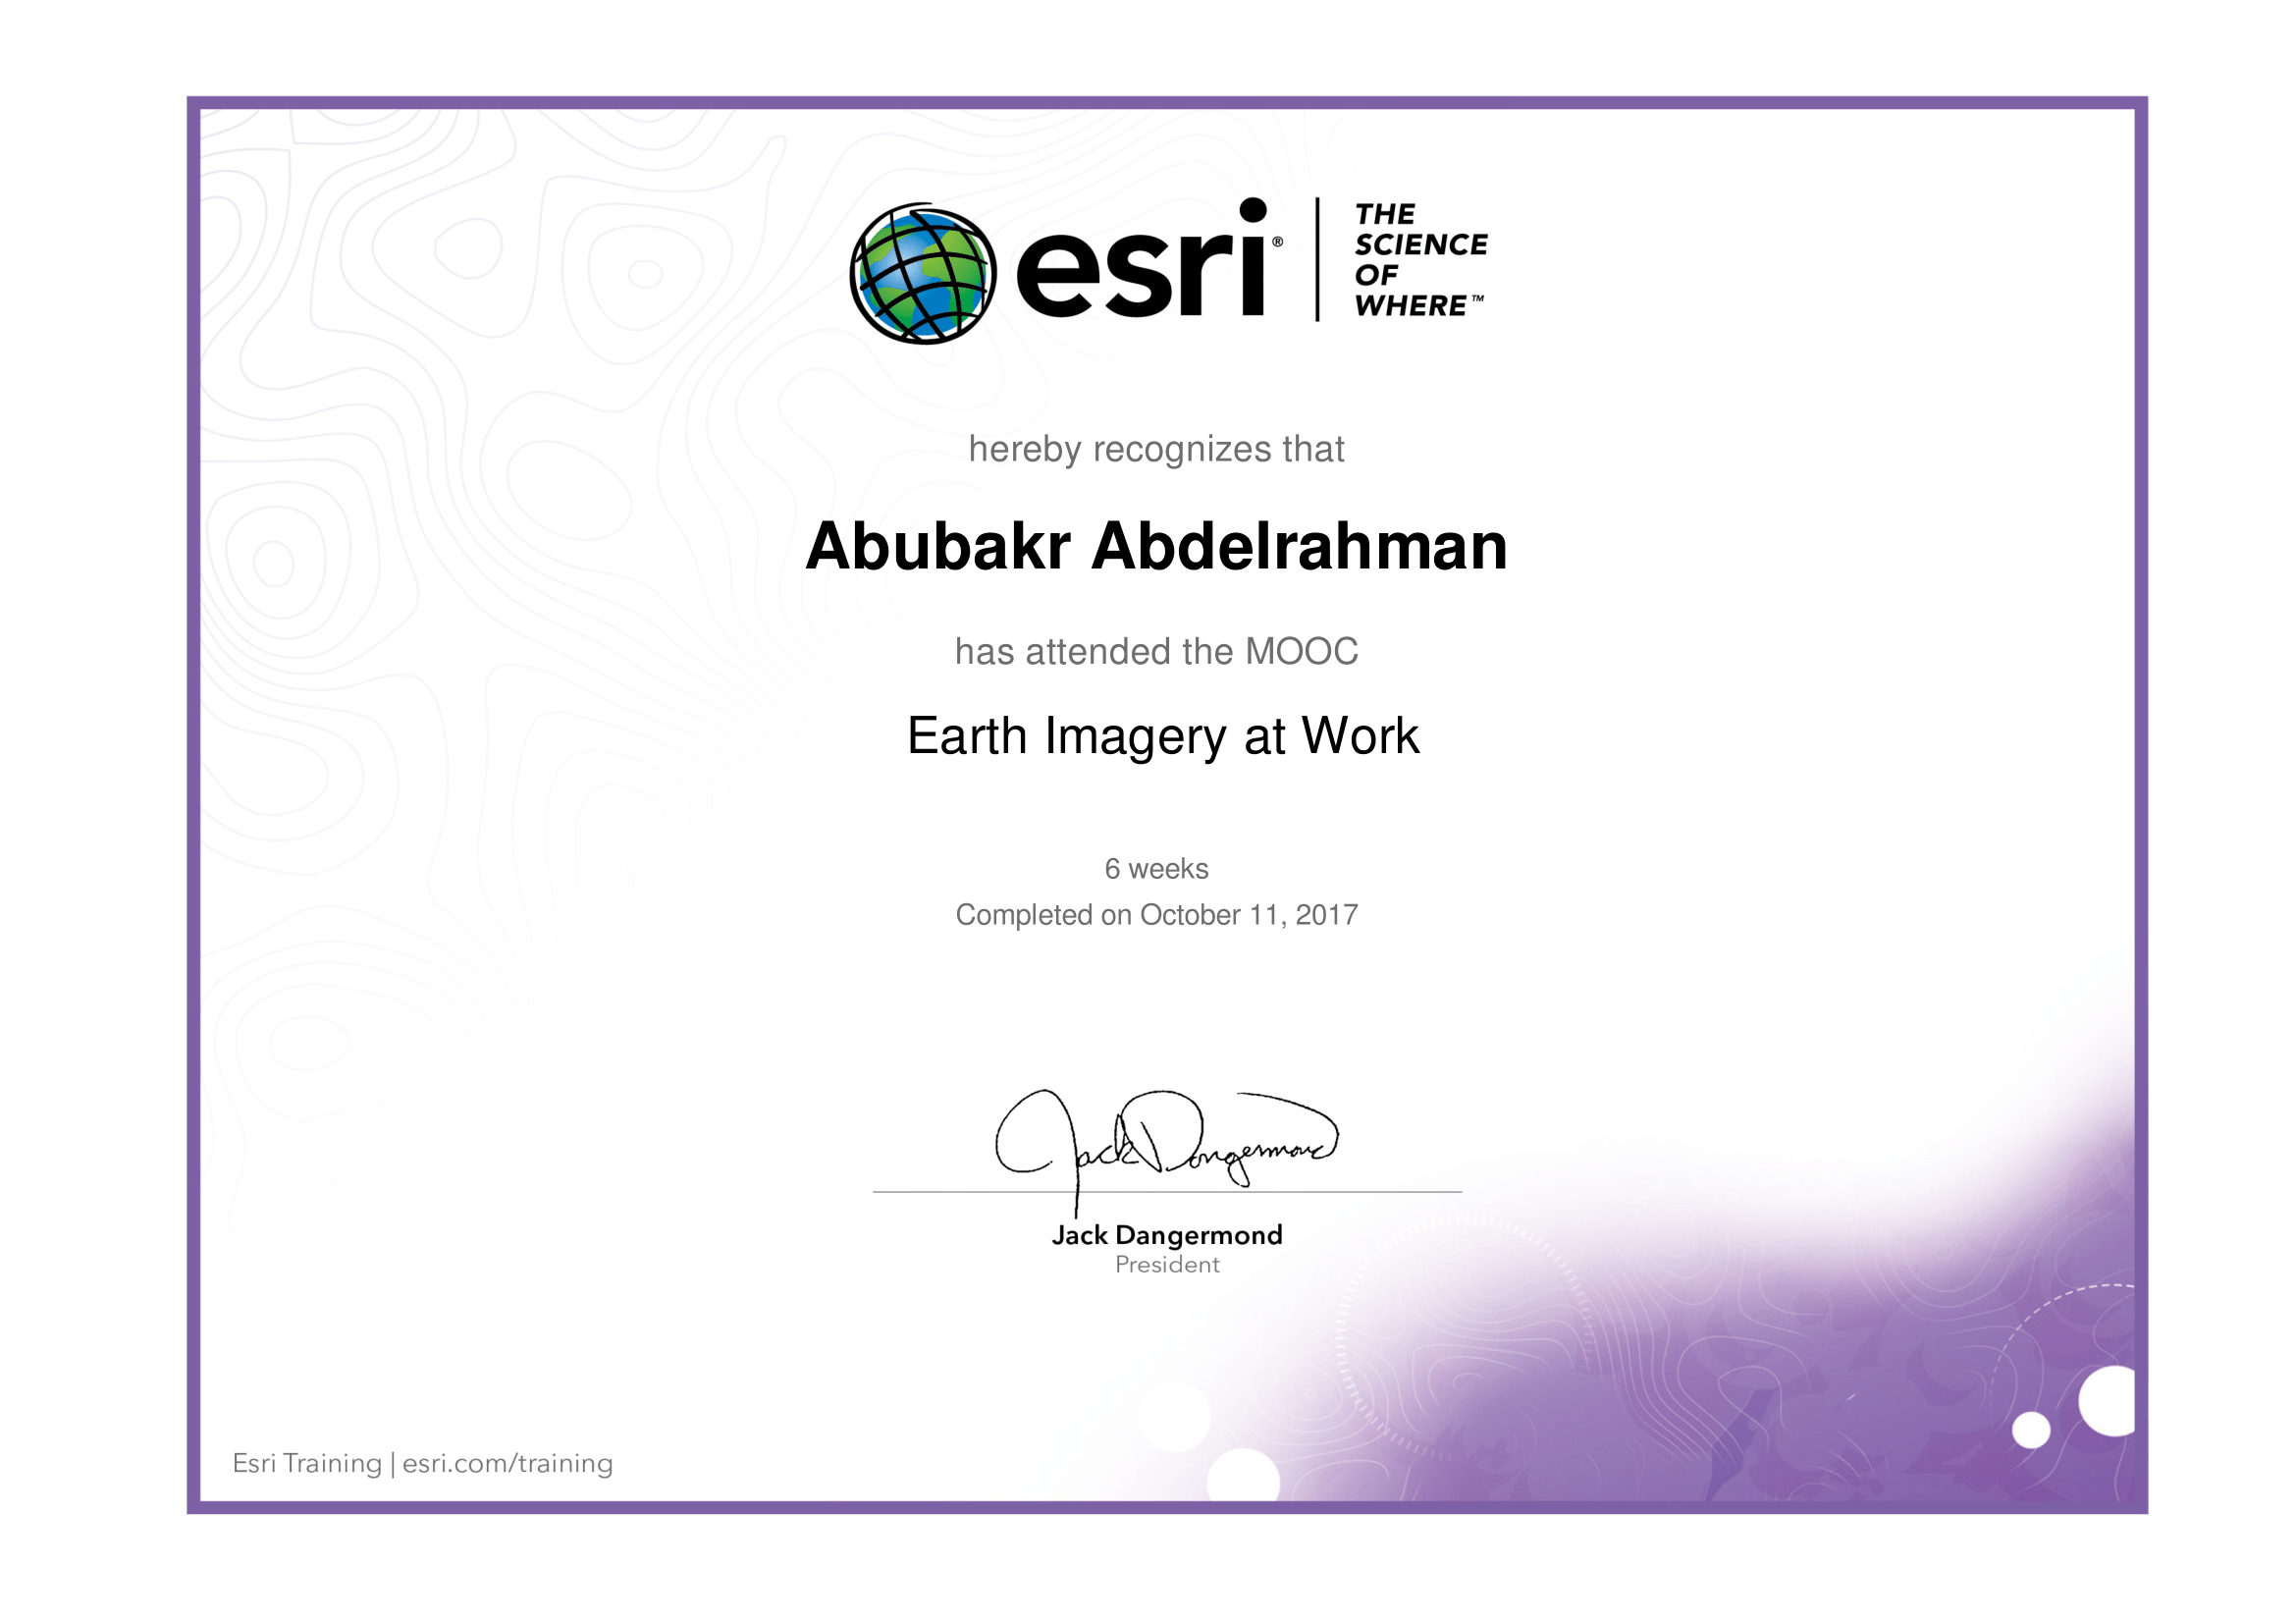 esri®
THE
SCIENCE
OF
WHERE™
hereby recognizes that
Abubakr Abdelrahman
has attended the MOOC
Earth Imagery at Work
6 weeks
Completed on October 11, 2017
Jack Dangermond
Jack Dangermond
President
Esri Training | esri.com/training